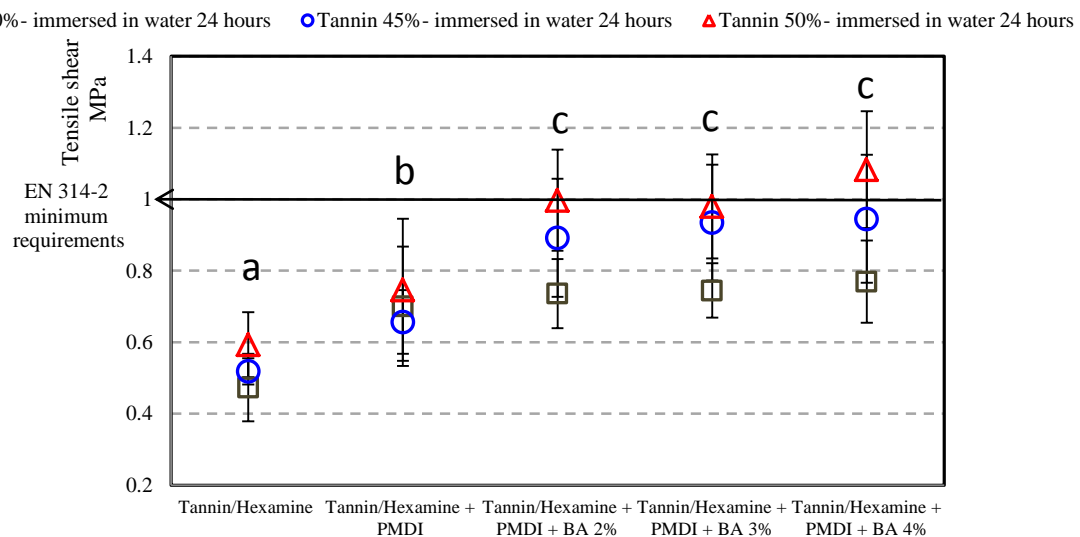 %- immersed in water 24 hours Tannin 45%- immersed in water 24 hours Tannin 50%- immersed in water 24 hours
Tensile shear
MPa
1.4
1.2
1
0.8
0.6
0.4
0.2
EN 314-2
minimum
requirements
a
b
c
c
c
Tannin/Hexamine
Tannin/Hexamine +
PMDI
Tannin/Hexamine +
PMDI + BA 2%
Tannin/Hexamine +
PMDI + BA 3%
Tannin/Hexamine +
PMDI + BA 4%